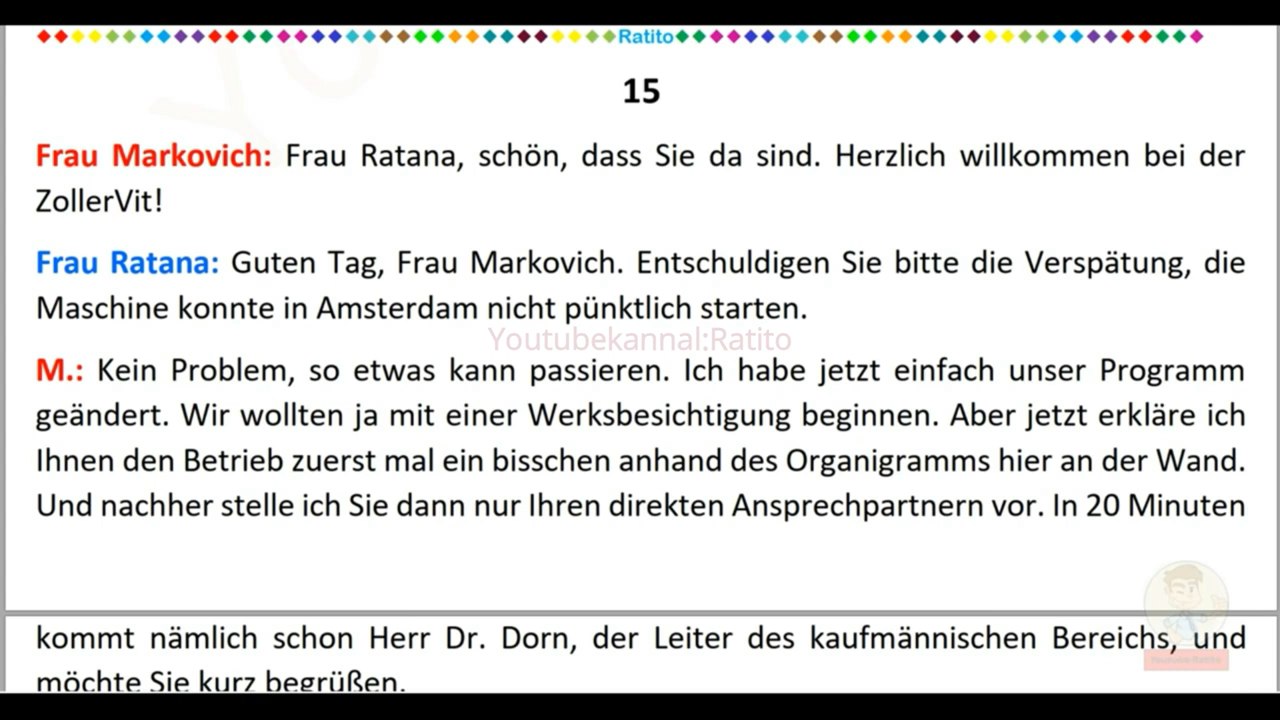 Ratito
15
Frau Markovich: Frau Ratana, schön, dass Sie da sind. Herzlich willkommen bei der
ZollerVit!
Frau Ratana: Guten Tag, Frau Markovich. Entschuldigen Sie bitte die Verspätung, die
Maschine konnte in Amsterdam nicht pünktlich starten.
Youtubekannal:Ratito
M.: Kein Problem, so etwas kann passieren. Ich habe jetzt einfach unser Programm
geändert. Wir wollten ja mit einer Werksbesichtigung beginnen. Aber jetzt erkläre ich
Ihnen den Betrieb zuerst mal ein bisschen anhand des Organigramms hier an der Wand.
Und nachher stelle ich Sie dann nur Ihren direkten Ansprechpartnern vor. In 20 Minuten
kommt nämlich schon Herr Dr. Dorn, der Leiter des kaufmännischen Bereichs, und
möchte Sie kurz begrüßen.
Youtube:Ratito